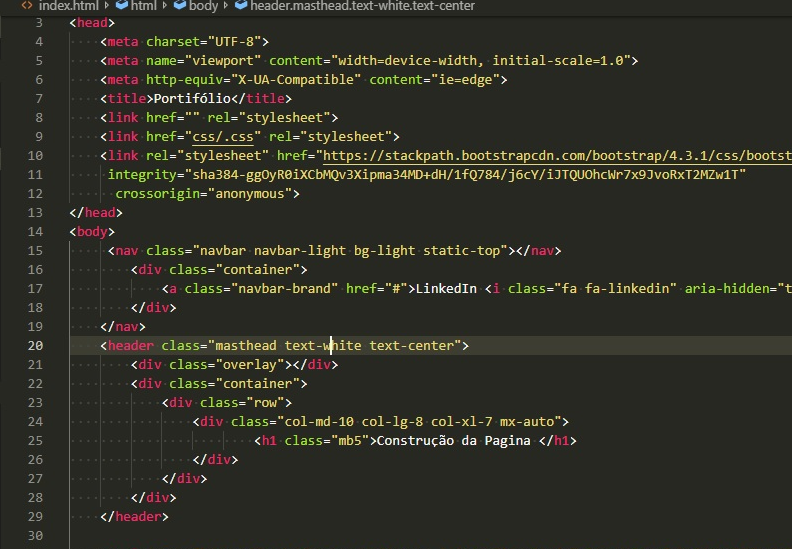 <> index.html › html › body › header.masthead.text-white.text-center
3 <head>
4 <meta charset="UTF-8">
5 <meta name="viewport" content="width=device-width, initial-scale=1.0">
6 <meta http-equiv="X-UA-Compatible" content="ie=edge">
7 <title>Portifólio</title>
8 <link href="" rel="stylesheet">
9 <link href="css/.css" rel="stylesheet">
10 <link rel="stylesheet" href="https://stackpath.bootstrapcdn.com/bootstrap/4.3.1/css/bootst
11 integrity="sha384-ggOyR0iXCbMQv3Xipma34MD+dH/1fQ784/j6cY/iJTQUOhcWr7x9JvoRxT2MZw1T"
12 crossorigin="anonymous">
13 </head>
14 <body>
15 <nav class="navbar navbar-light bg-light static-top"></nav>
16 <div class="container">
17 <a class="navbar-brand" href="#">LinkedIn <i class="fa fa-linkedin" aria-hidden="t
18 </div>
19 </nav>
20 <header class="masthead text-white text-center">
21 <div class="overlay"></div>
22 <div class="container">
23 <div class="row">
24 <div class="col-md-10 col-lg-8 col-xl-7 mx-auto">
25 <h1 class="mb5">Construção da Pagina </h1>
26 </div>
27 </div>
28 </div>
29 </header>
30